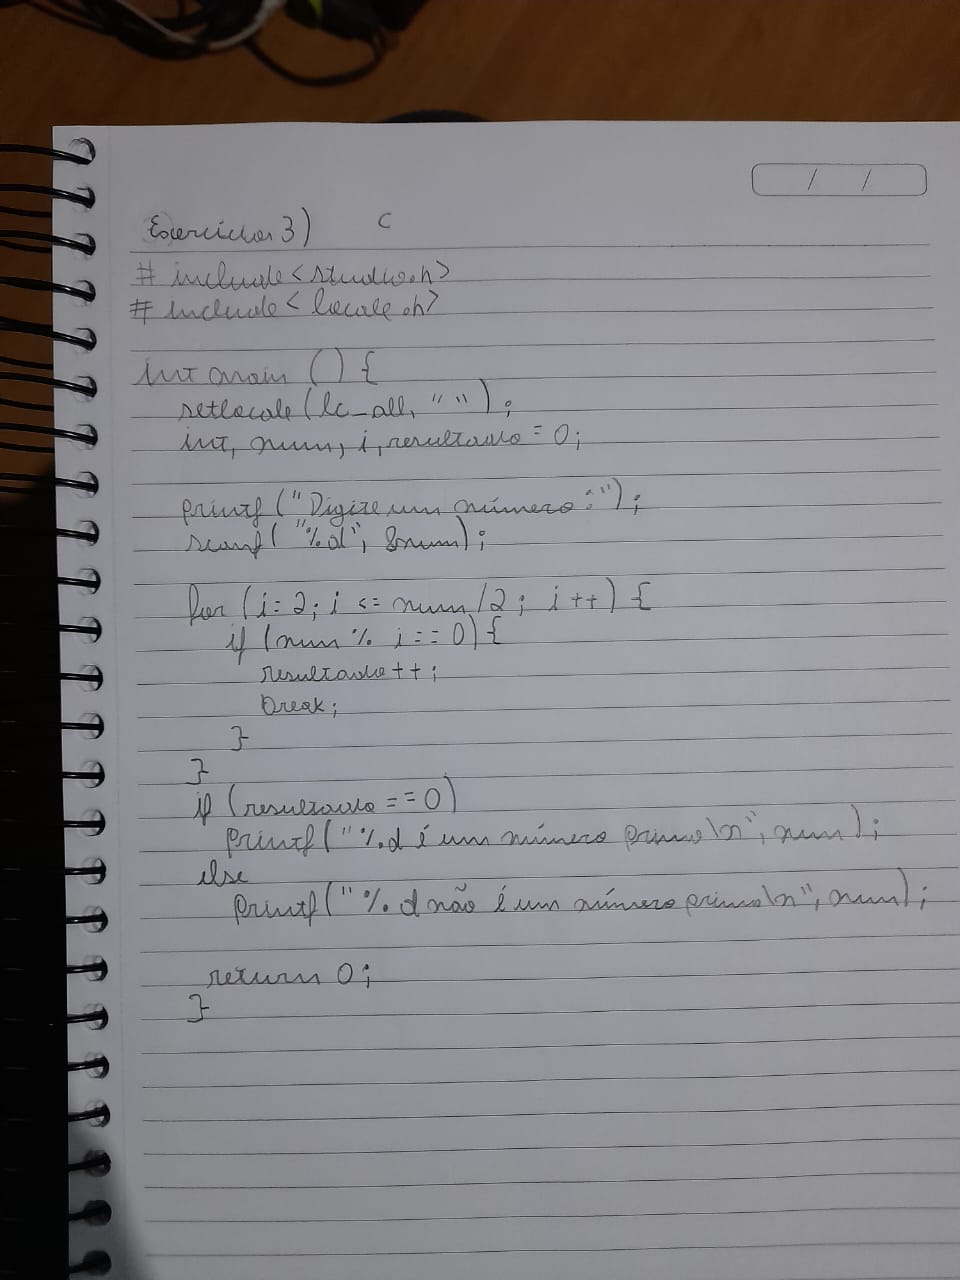 / /
Exercicios 3) C
# include <studio.h>
# include <locale.h>
int main () {
setlocale (lc_all, " ");
int, num, i, resultado = 0;
printf ("Digite um número: ");
scanf ( "%d", &num);
for (i = 2; i <= num /2; i ++) {
if (num % i == 0) {
resultado ++;
break;
}
}
if (resultado == 0)
printf ("%d é um número primo\n", num);
else
printf ("%d não é um número primo\n", num);
return 0;
}